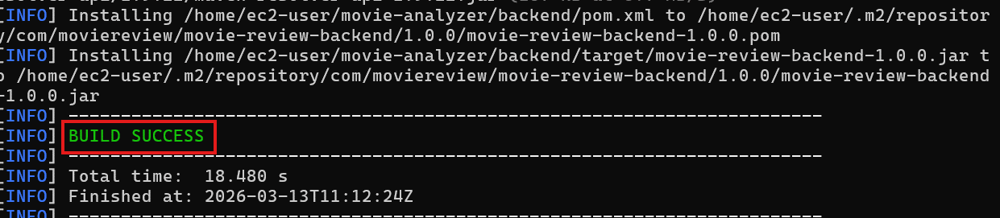 [INFO] Installing /home/ec2-user/movie-analyzer/backend/pom.xml to /home/ec2-user/.m2/repositor
y/com/moviereview/movie-review-backend/1.0.0/movie-review-backend-1.0.0.pom
[INFO] Installing /home/ec2-user/movie-analyzer/backend/target/movie-review-backend-1.0.0.jar t
o /home/ec2-user/.m2/repository/com/moviereview/movie-review-backend/1.0.0/movie-review-backend
-1.0.0.jar
[INFO] ------------------------------------------------------------------------
[INFO] BUILD SUCCESS
[INFO] ------------------------------------------------------------------------
[INFO] Total time:  18.480 s
[INFO] Finished at: 2026-03-13T11:12:24Z
[INFO] ------------------------------------------------------------------------